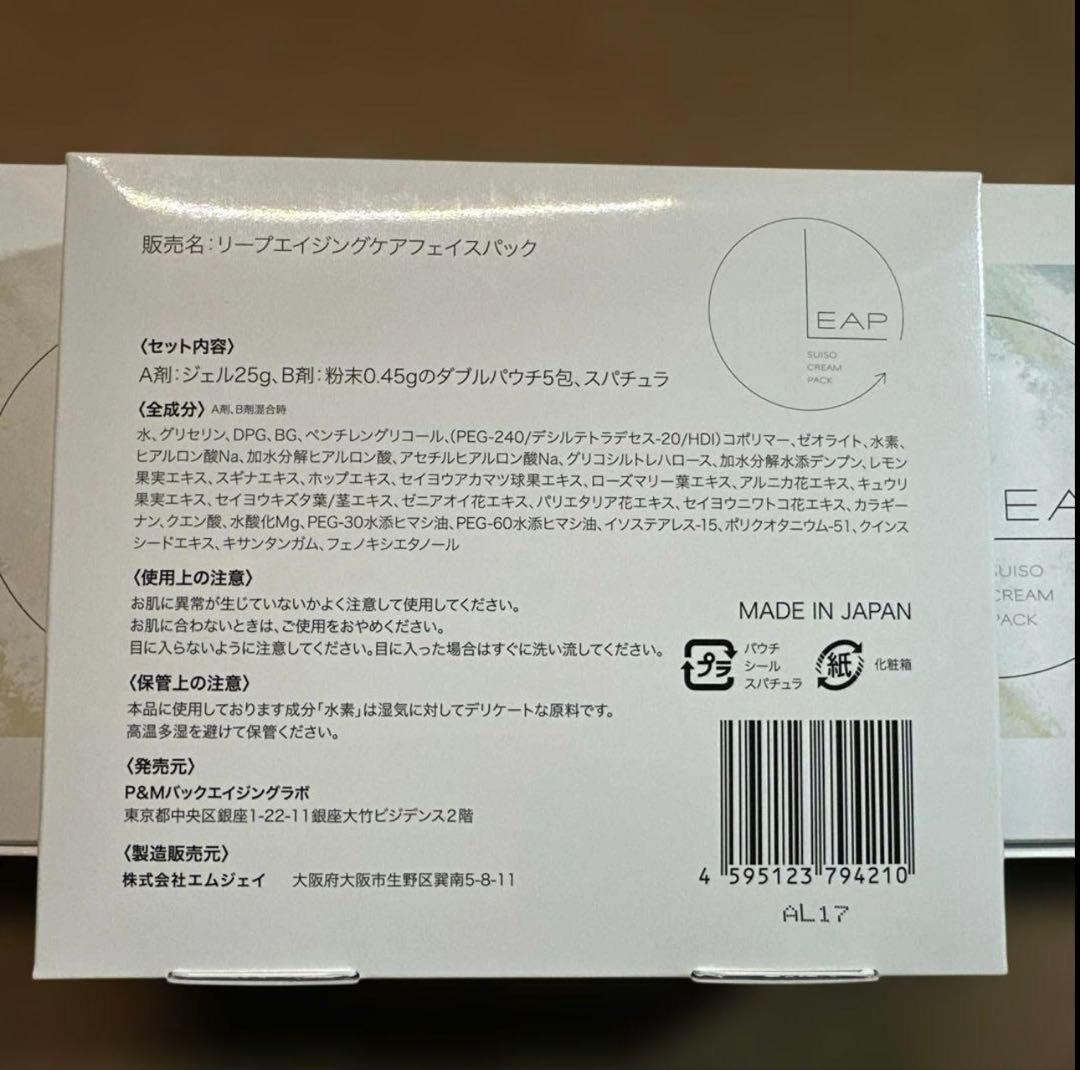 販売名：リープエイジングケアフェイスパック
LEAP
SUISO
CREAM
PACK
〈セット内容〉
A剤：ジェル25g、B剤：粉末0.45gのダブルパウチ5包、スパチュラ
〈全成分〉A剤、B剤混合時
水、グリセリン、DPG、BG、ペンチレングリコール、(PEG-240/デシルテトラデセス-20/HDI)コポリマー、ゼオライト、水素、
ヒアルロン酸Na、加水分解ヒアルロン酸、アセチルヒアルロン酸Na、グリコシルトレハロース、加水分解水添デンプン、レモン
果実エキス、スギナエキス、ホップエキス、セイヨウアカマツ球果エキス、ローズマリー葉エキス、アルニカ花エキス、キュウリ
果実エキス、セイヨウキズタ葉/茎エキス、ゼニアオイ花エキス、パリエタリア花エキス、セイヨウニワトコ花エキス、カラギー
ナン、クエン酸、水酸化Mg、PEG-30水添ヒマシ油、PEG-60水添ヒマシ油、イソステアレス-15、ポリクオタニウム-51、クインス
シードエキス、キサンタンガム、フェノキシエタノール
〈使用上の注意〉
お肌に異常が生じていないかよく注意して使用してください。
お肌に合わないときは、ご使用をおやめください。
目に入らないように注意してください。目に入った場合はすぐに洗い流してください。
〈保管上の注意〉
本品に使用しております成分「水素」は湿気に対してデリケートな原料です。
高温多湿を避けて保管ください。
〈発売元〉
P&Mバックエイジングラボ
東京都中央区銀座1-22-11銀座大竹ビジデンス2階
〈製造販売元〉
株式会社エムジェイ 大阪府大阪市生野区巽南5-8-11
MADE IN JAPAN
プラ
パウチ
シール
スパチュラ
紙
化粧箱
4 595123 794210
AL17
EA
SUISO
CREAM
PACK